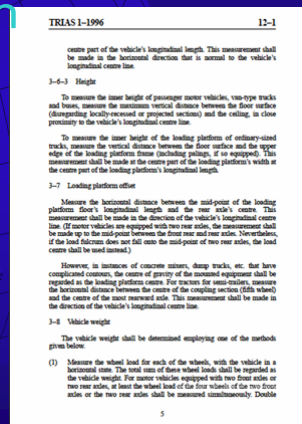 TRIAS 1–1996 12–1
centre part of the vehicle's longitudinal length. This measurement shall
be made in the horizontal direction that is normal to the vehicle's
longitudinal centre line.
3–6–3 Height
To measure the inner height of passenger motor vehicles, van-type trucks
and buses, measure the maximum vertical distance between the floor surface
(disregarding locally-recessed or projected sections) and the ceiling, in close
proximity to the vehicle's longitudinal centre line.
To measure the inner height of the loading platform of ordinary-sized
trucks, measure the vertical distance between the floor surface and the upper
edge of the loading platform frame (including palings, if so equipped). This
measurement shall be made at the centre part of the loading platform's width at
the centre part of the loading platform's longitudinal length.
3–7 Loading platform offset
Measure the horizontal distance between the mid-point of the loading
platform floor's longitudinal length and the rear axle's centre. This
measurement shall be made in the direction of the vehicle's longitudinal centre
line. (If motor vehicles are equipped with two rear axles, the measurement shall
be made up to the mid-point between the front rear and rear axles. Nevertheless,
if the load fulcrum does not fall onto the mid-point of two rear axles, the load
centre shall be used instead.)
However, in instances of concrete mixers, dump trucks, etc. that have
complicated contours, the centre of gravity of the mounted equipment shall be
regarded as the loading platform centre. For tractors for semi-trailers, measure
the horizontal distance between the centre of the coupling section (fifth wheel)
and the centre of the most rearward axle. This measurement shall be made in
the direction of the vehicle's longitudinal centre line.
3–8 Vehicle weight
The vehicle weight shall be determined employing one of the methods
given below.
(1) Measure the wheel load for each of the wheels, with the vehicle in a
horizontal state. The total sum of these wheel loads shall be regarded as
the vehicle weight. For motor vehicles equipped with two front axles or
two rear axles, at least the wheel load of the four wheels of the two front
axles or the two rear axles shall be measured simultaneously. Double
5